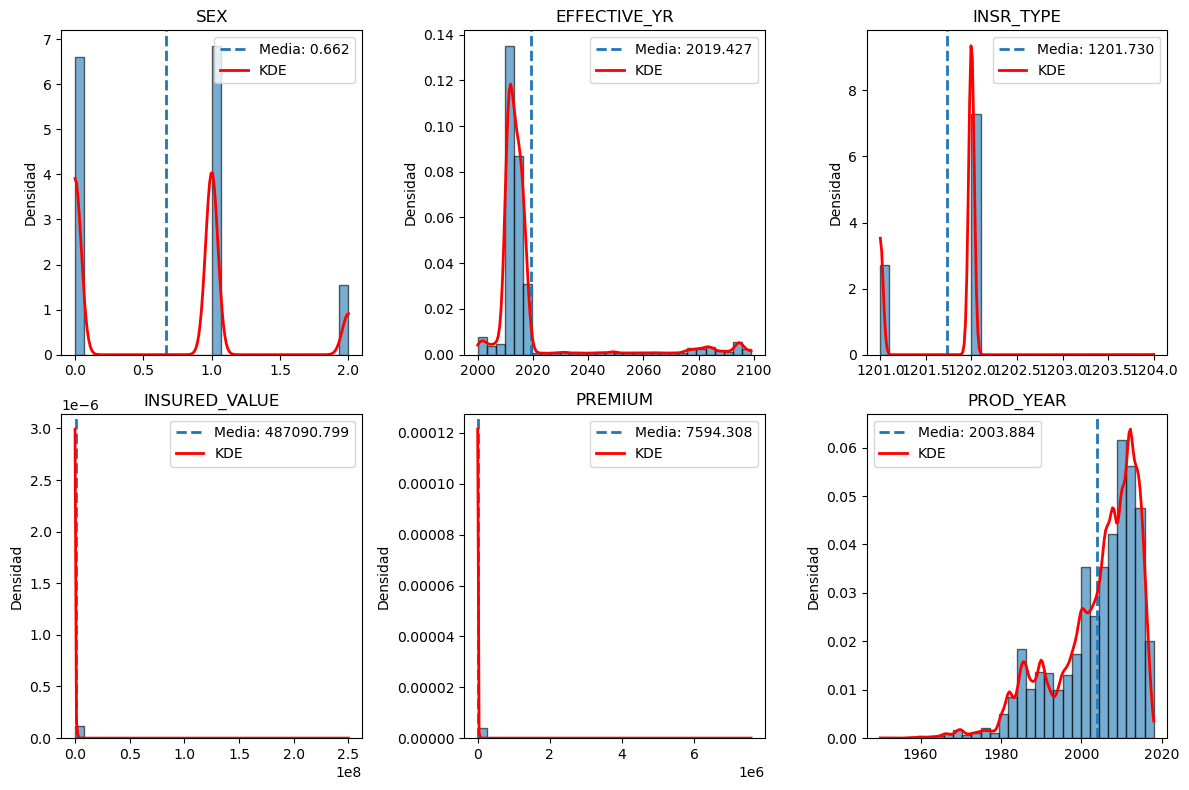 SEX
Media: 0.662
KDE
Densidad
7
6
5
4
3
2
1
0
0.0 0.5 1.0 1.5 2.0
EFFECTIVE_YR
Media: 2019.427
KDE
Densidad
0.14
0.12
0.10
0.08
0.06
0.04
0.02
0.00
2000 2020 2040 2060 2080 2100
INSR_TYPE
Media: 1201.730
KDE
Densidad
8
6
4
2
0
1201.0 1201.5 1202.0 1202.5 1203.0 1203.5 1204.0
INSURED_VALUE
1e−6
Media: 487090.799
KDE
Densidad
3.0
2.5
2.0
1.5
1.0
0.5
0.0
0.0 0.5 1.0 1.5 2.0 2.5
1e8
PREMIUM
Media: 7594.308
KDE
Densidad
0.00012
0.00010
0.00008
0.00006
0.00004
0.00002
0.00000
0 2 4 6
1e6
PROD_YEAR
Media: 2003.884
KDE
Densidad
0.06
0.05
0.04
0.03
0.02
0.01
0.00
1960 1980 2000 2020